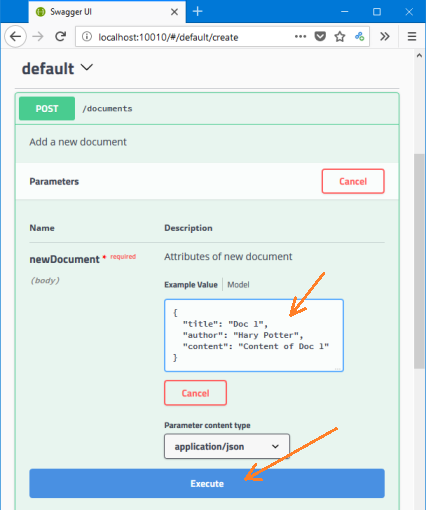 Swagger UI
localhost:10010/#/default/create
default
POST /documents
Add a new document
Parameters
Cancel
Name Description
newDocument * required
(body)
Attributes of new document
Example Value Model
{
"title": "Doc 1",
"author": "Hary Potter",
"content": "Content of Doc 1"
}
Cancel
Parameter content type
application/json
Execute